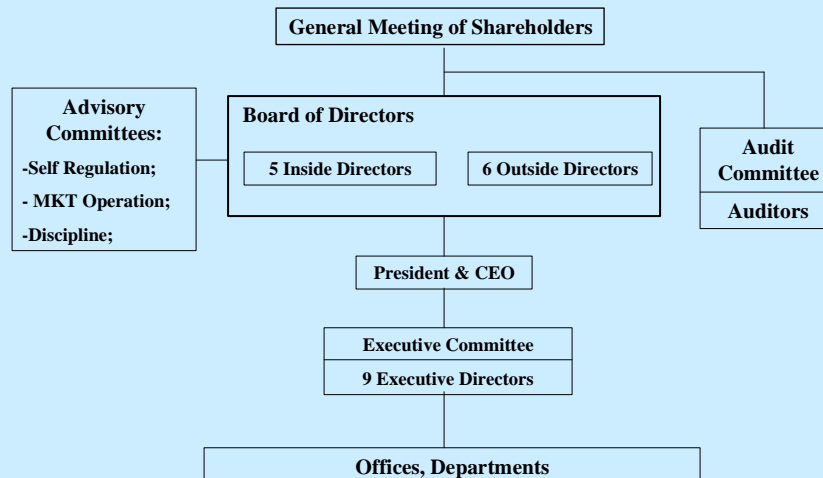 General Meeting of Shareholders
Advisory
Committees:
-Self Regulation;
- MKT Operation;
-Discipline;
Board of Directors
5 Inside Directors
6 Outside Directors
Audit
Committee
Auditors
President & CEO
Executive Committee
9 Executive Directors
Offices, Departments